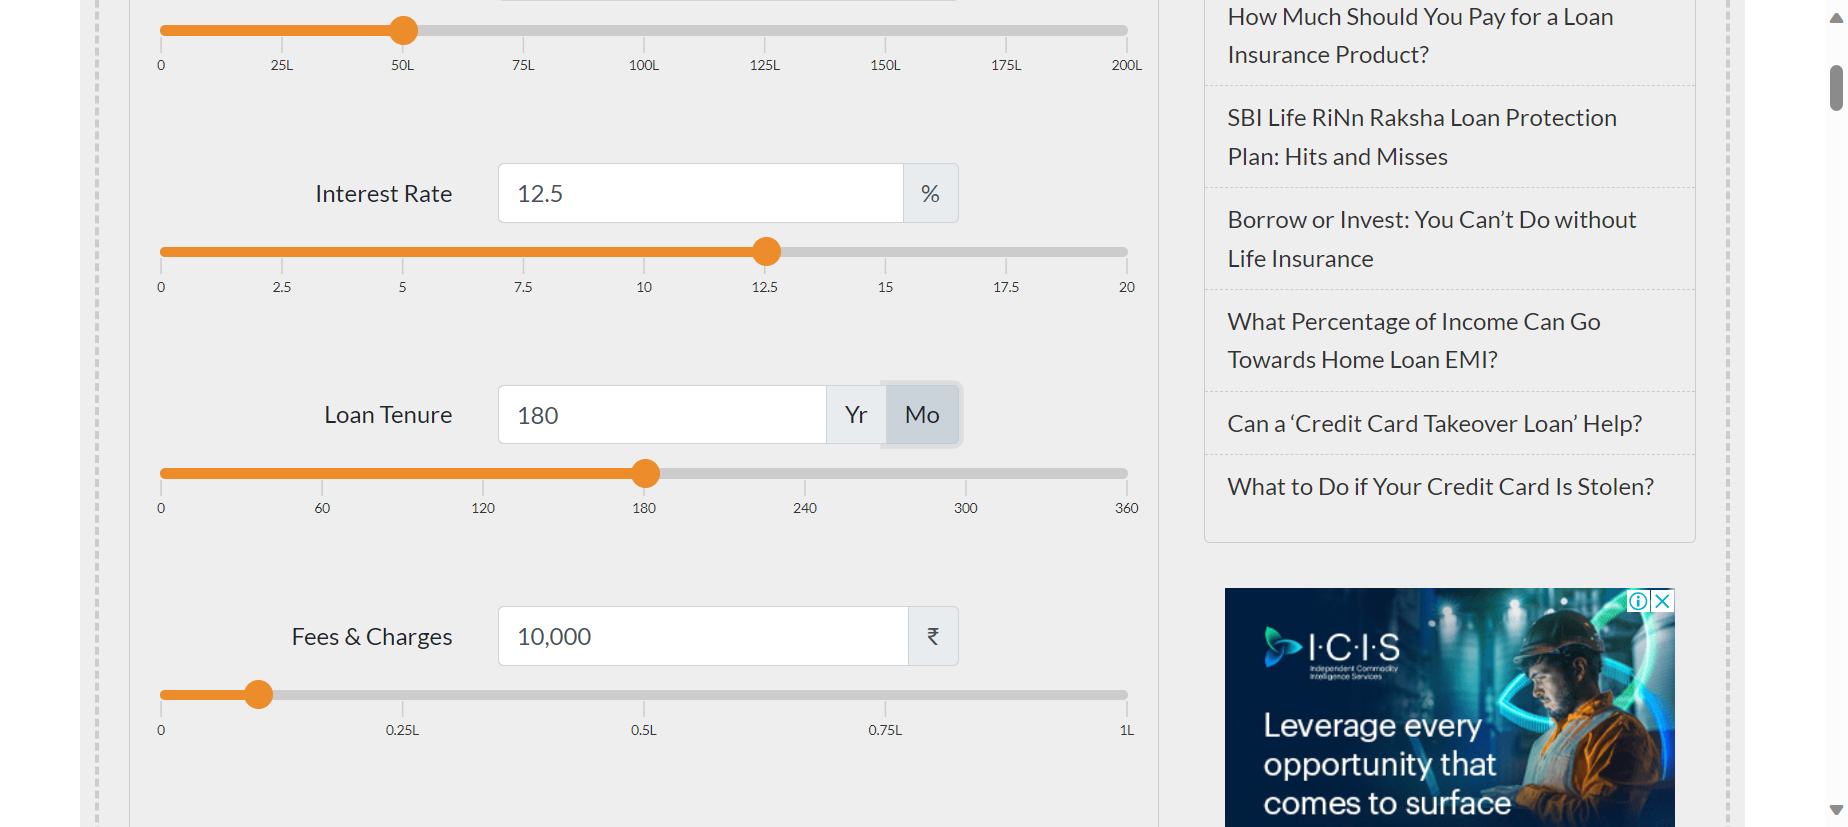 0 25L 50L 75L 100L 125L 150L 175L 200L
Interest Rate 12.5 %
0 2.5 5 7.5 10 12.5 15 17.5 20
Loan Tenure 180 Yr Mo
0 60 120 180 240 300 360
Fees & Charges 10,000 ₹
0 0.25L 0.5L 0.75L 1L
How Much Should You Pay for a Loan
Insurance Product?
SBI Life RiNn Raksha Loan Protection
Plan: Hits and Misses
Borrow or Invest: You Can’t Do without
Life Insurance
What Percentage of Income Can Go
Towards Home Loan EMI?
Can a ‘Credit Card Takeover Loan’ Help?
What to Do if Your Credit Card Is Stolen?
I·C·I·S
Independent Commodity
Intelligence Services
Leverage every
opportunity that
comes to surface